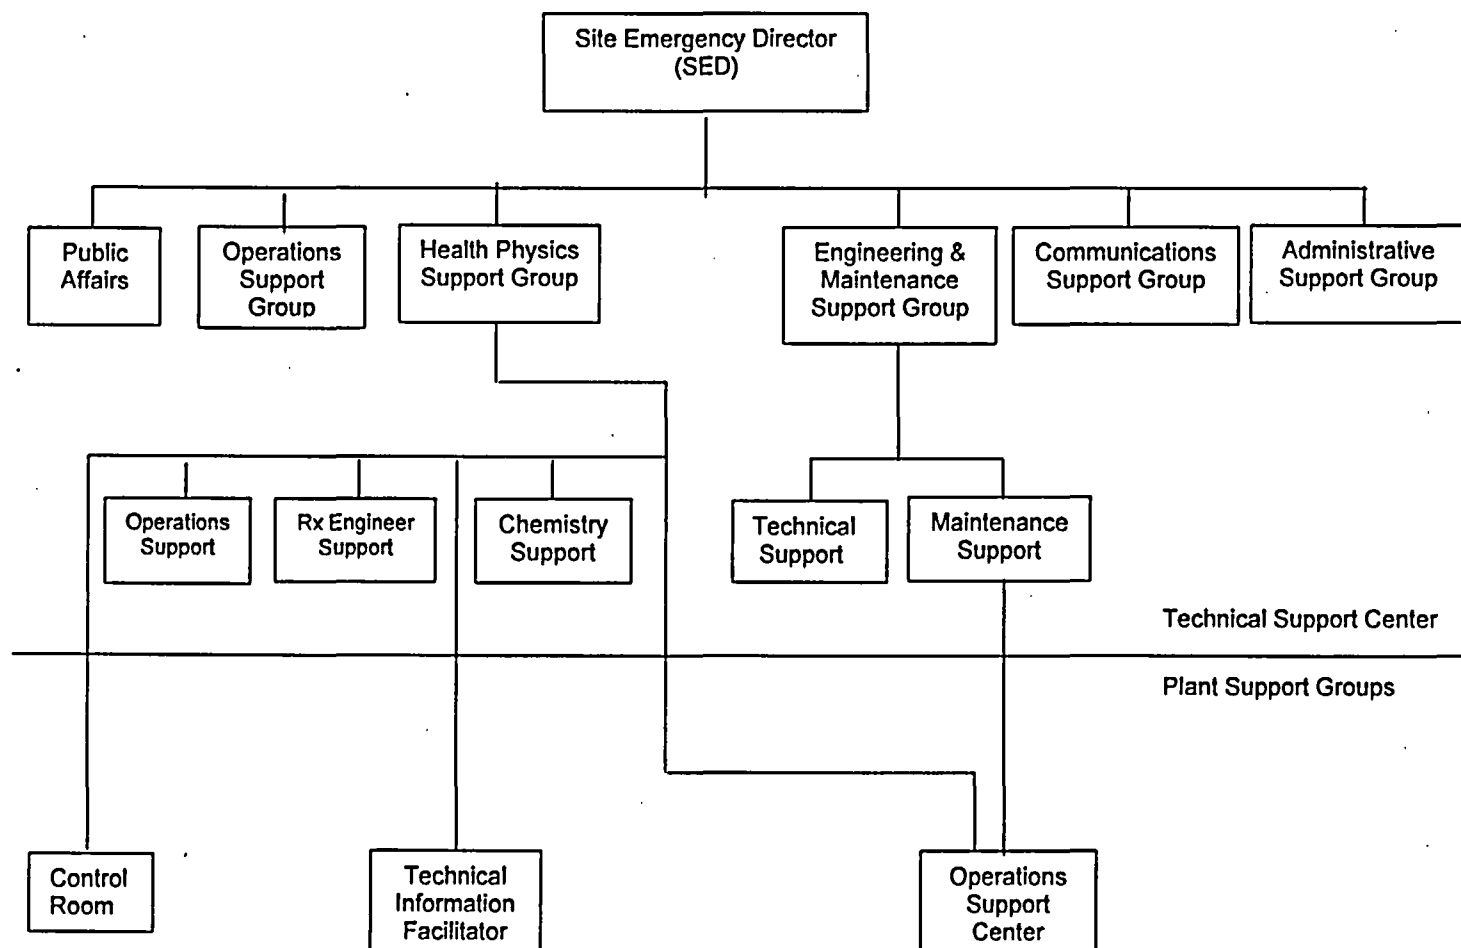 Site Emergency Director
(SED)
Public
Affairs
Operations
Support
Group
Health Physics
Support Group
Engineering &
Maintenance
Support Group
Communications
Support Group
Administrative
Support Group
Operations
Support
Rx Engineer
Support
Chemistry
Support
Technical
Support
Maintenance
Support
Technical Support Center
Plant Support Groups
Control
Room
Technical
Information
Facilitator
Operations
Support
Center